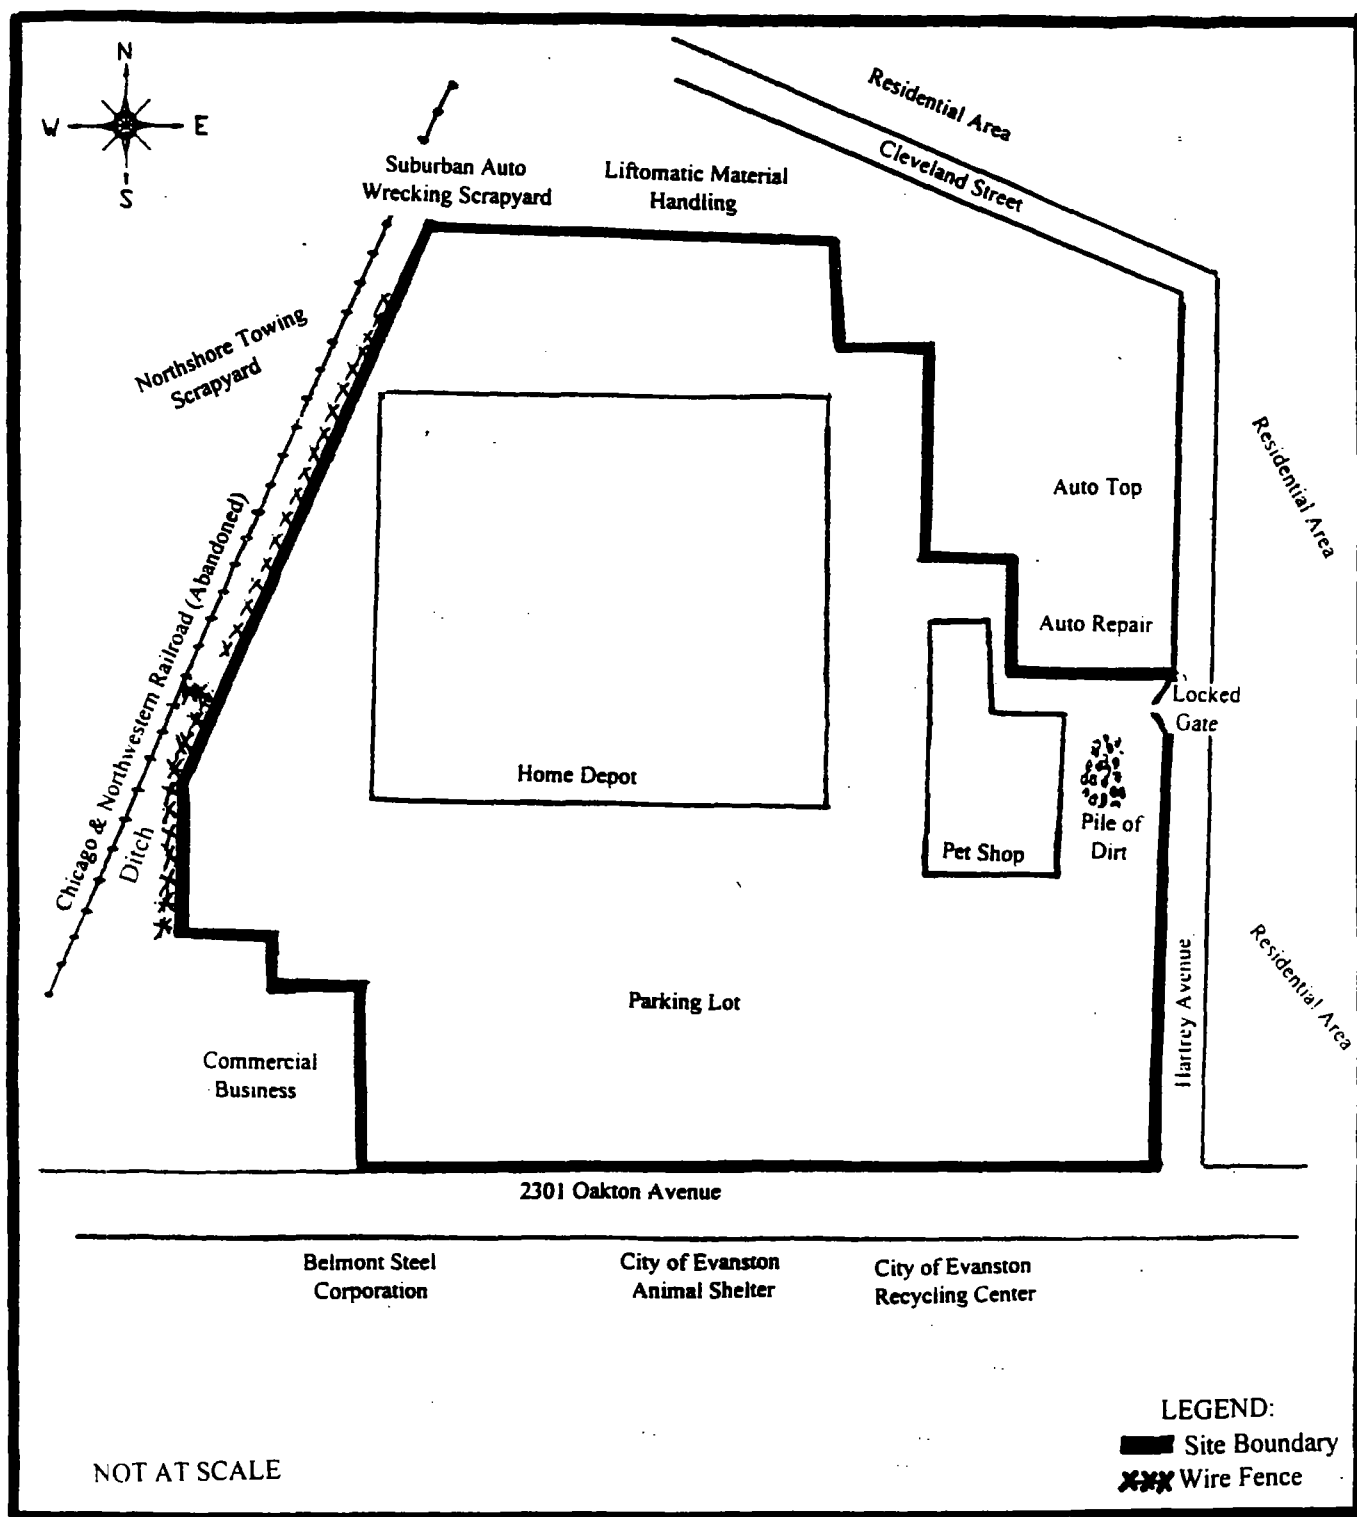 N
W E
S
Residential Area
Cleveland Street
Suburban Auto
Wrecking Scrapyard
Liftomatic Material
Handling
Northshore Towing
Scrapyard
Residential Area
Auto Top
Chicago & Northwestern Railroad (Abandoned)
Auto Repair
Locked
Gate
Home Depot
Ditch
Pile of
Dirt
Pet Shop
Residential Area
Hartrey Avenue
Parking Lot
Commercial
Business
2301 Oakton Avenue
Belmont Steel
Corporation
City of Evanston
Animal Shelter
City of Evanston
Recycling Center
LEGEND:
Site Boundary
Wire Fence
NOT AT SCALE